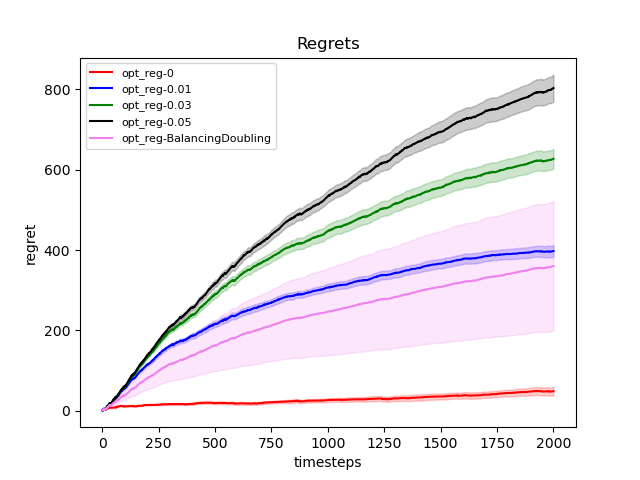 Regrets
opt_reg-0
opt_reg-0.01
opt_reg-0.03
opt_reg-0.05
opt_reg-BalancingDoubling
regret
800
600
400
200
0
0 250 500 750 1000 1250 1500 1750 2000
timesteps